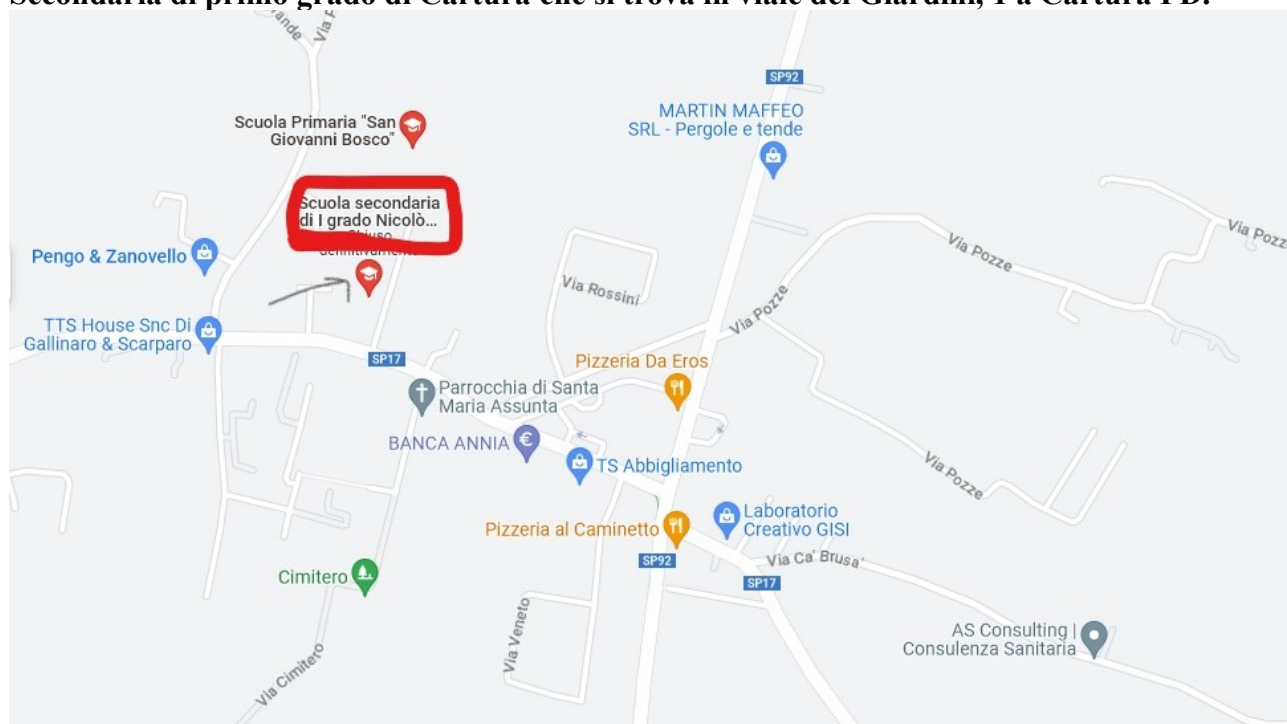 Secondaria di primo grado di Cartura che si trova in viale dei Giardini, 1 a Cartura PD.
Via P
SP92
MARTIN MAFFEO
SRL - Pergole e tende
Scuola Primaria "San
Giovanni Bosco"
Scuola secondaria
di I grado Nicolò...
Chiuso
definitivamente
Pengo & Zanovello
Via Pozze
Via Pozze
Via Rossini
Via Pozze
TTS House Snc Di
Gallinaro & Scarparo
SP17
Pizzeria Da Eros
Parrocchia di Santa
Maria Assunta
BANCA ANNIA
TS Abbigliamento
Via Pozze
Laboratorio
Creativo GISI
Pizzeria al Caminetto
SP92
Via Ca' Brusa'
SP17
Cimitero
Via Veneto
AS Consulting |
Consulenza Sanitaria
Via Cimitero